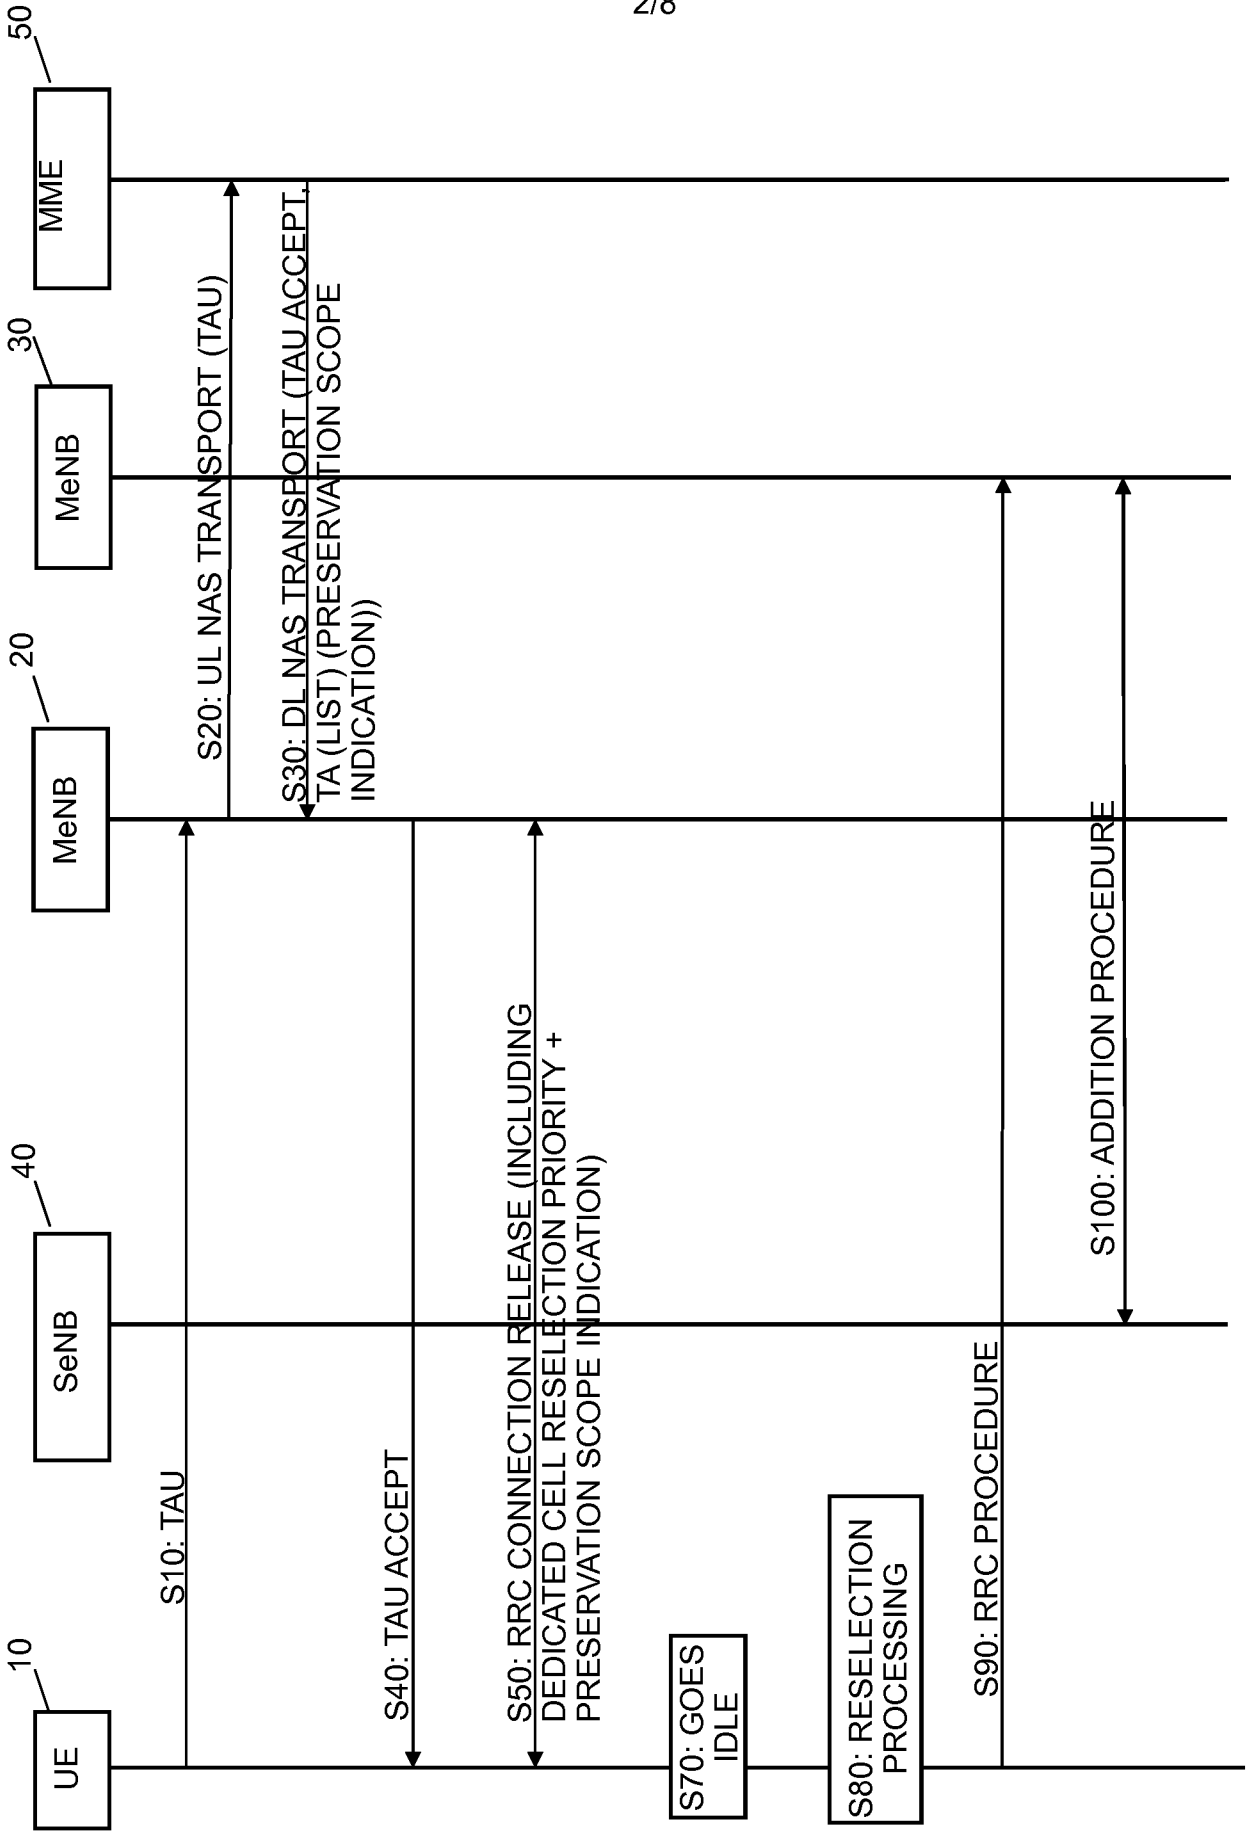 2/8
10
40
20
30
50
UE
SeNB
MeNB
MeNB
MME
S10: TAU
S20: UL NAS TRANSPORT (TAU)
S30: DL NAS TRANSPORT (TAU ACCEPT,
TA (LIST) (PRESERVATION SCOPE
INDICATION))
S40: TAU ACCEPT
S50: RRC CONNECTION RELEASE (INCLUDING
DEDICATED CELL RESELECTION PRIORITY +
PRESERVATION SCOPE INDICATION)
S70: GOES
IDLE
S80: RESELECTION
PROCESSING
S90: RRC PROCEDURE
S100: ADDITION PROCEDURE